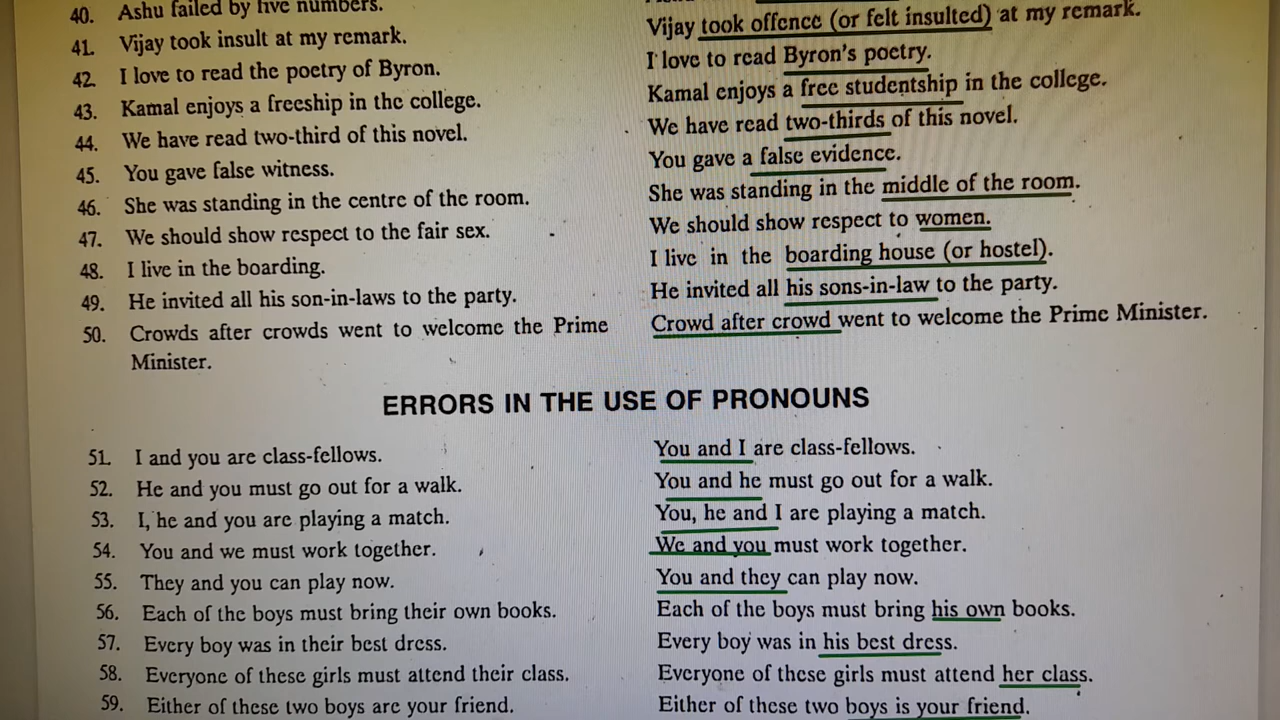 40. Ashu failed by five numbers.
41. Vijay took insult at my remark. Vijay took offence (or felt insulted) at my remark.
42. I love to read the poetry of Byron. I love to read Byron's poetry.
43. Kamal enjoys a freeship in the college. Kamal enjoys a free studentship in the college.
44. We have read two-third of this novel. We have read two-thirds of this novel.
45. You gave false witness. You gave a false evidence.
46. She was standing in the centre of the room. She was standing in the middle of the room.
47. We should show respect to the fair sex. We should show respect to women.
48. I live in the boarding. I live in the boarding house (or hostel).
49. He invited all his son-in-laws to the party. He invited all his sons-in-law to the party.
50. Crowds after crowds went to welcome the Prime Crowd after crowd went to welcome the Prime Minister.
Minister.
ERRORS IN THE USE OF PRONOUNS
51. I and you are class-fellows. You and I are class-fellows.
52. He and you must go out for a walk. You and he must go out for a walk.
53. I, he and you are playing a match. You, he and I are playing a match.
54. You and we must work together. We and you must work together.
55. They and you can play now. You and they can play now.
56. Each of the boys must bring their own books. Each of the boys must bring his own books.
57. Every boy was in their best dress. Every boy was in his best dress.
58. Everyone of these girls must attend their class. Everyone of these girls must attend her class.
59. Either of these two boys are your friend. Either of these two boys is your friend.